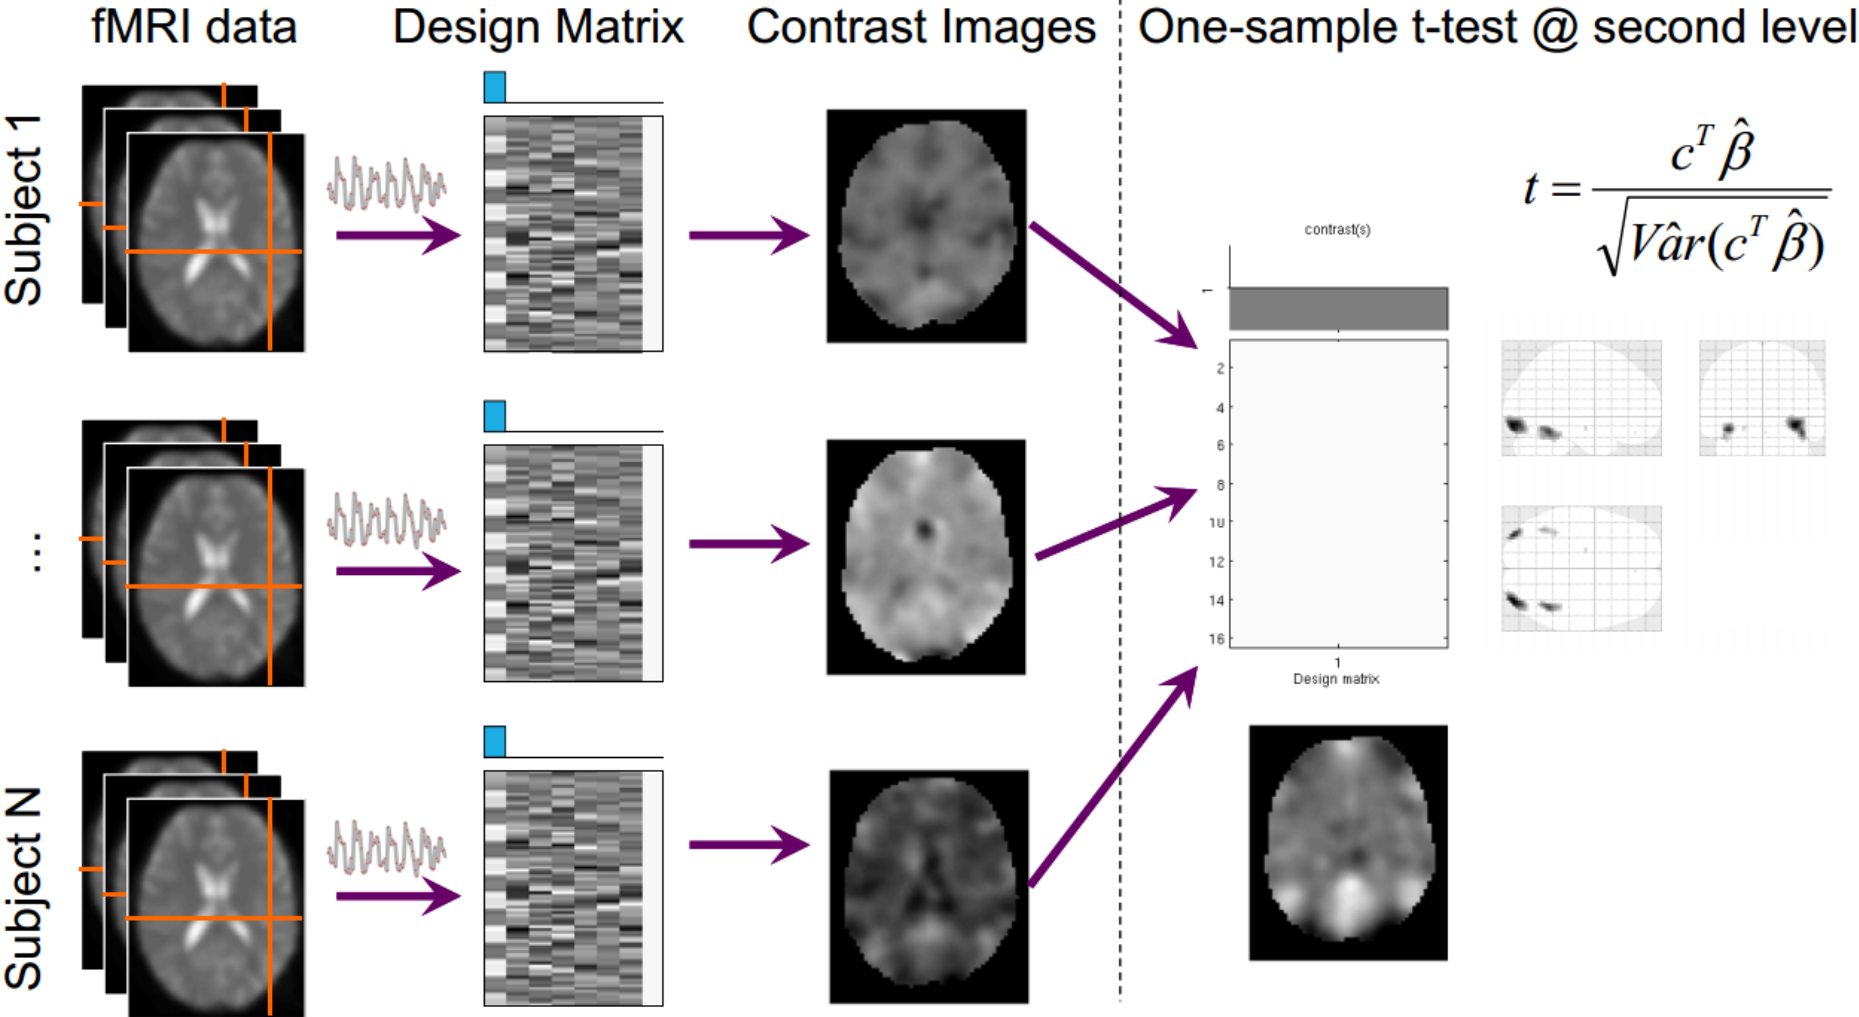 fMRI data
Design Matrix
Contrast Images
One-sample t-test @ second level
Subject 1
...
Subject N
t = c^T β̂ / √Vâr(c^T β̂)
contrast(s)
1
2
4
6
8
10
12
14
16
1
Design matrix